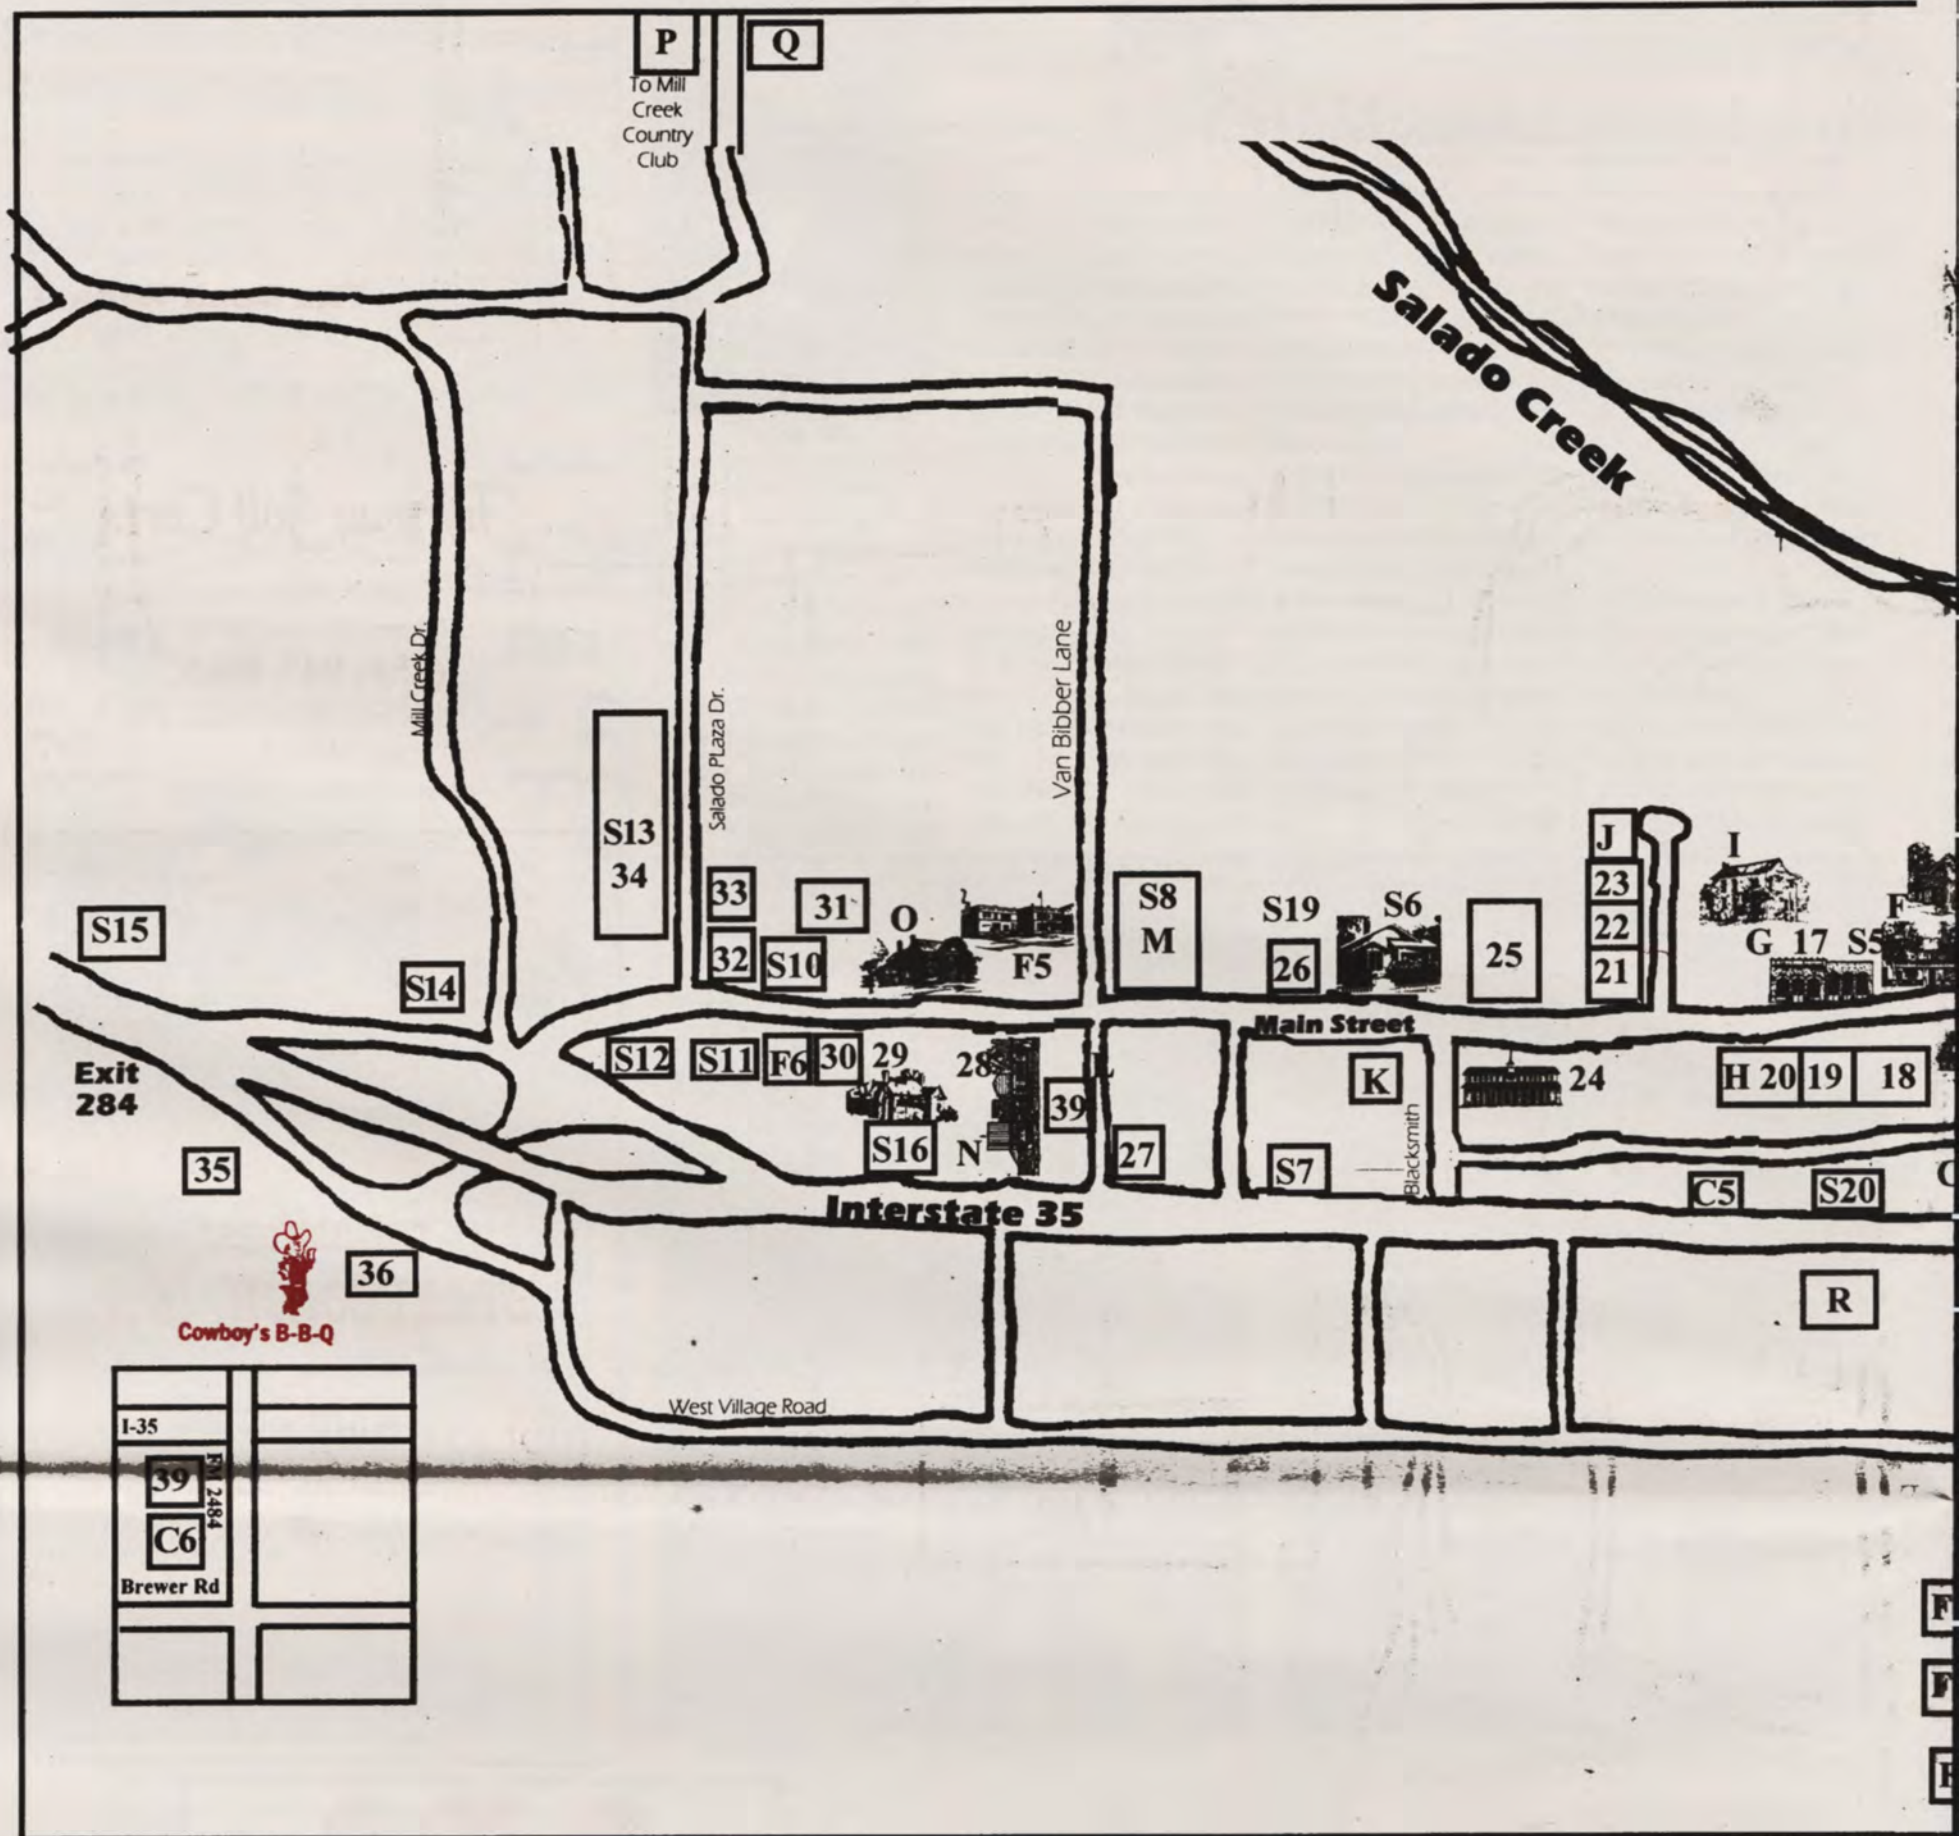 P
Q
To Mill
Creek
Country
Club
Salado Creek
Mill Creek Dr.
Salado PLaza Dr.
Van Bibber Lane
S13
34
33
32
31
S10
O
F5
S8
M
S19
26
S6
25
J
23
22
21
I
F
G 17 S5
S15
S14
Main Street
Exit
284
S12
S11
F6
30
29
28
L
39
S16
N
27
K
S7
Blacksmith
24
H 20
19
18
C5
S20
Interstate 35
35
36
Cowboy's B-B-Q
R
West Village Road
I-35
FM 2484
39
C6
Brewer Rd
F
F